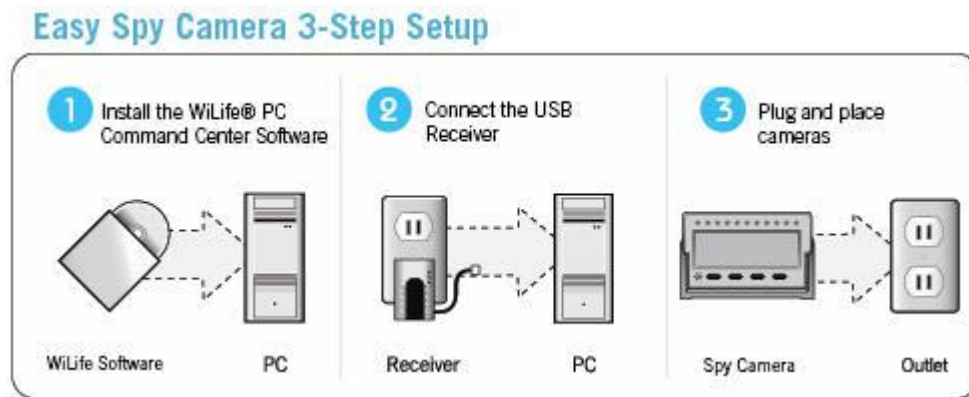 Easy Spy Camera 3-Step Setup
1 Install the WiLife® PC
Command Center Software
2 Connect the USB
Receiver
3 Plug and place
cameras
WiLife Software PC
Receiver PC
Spy Camera Outlet